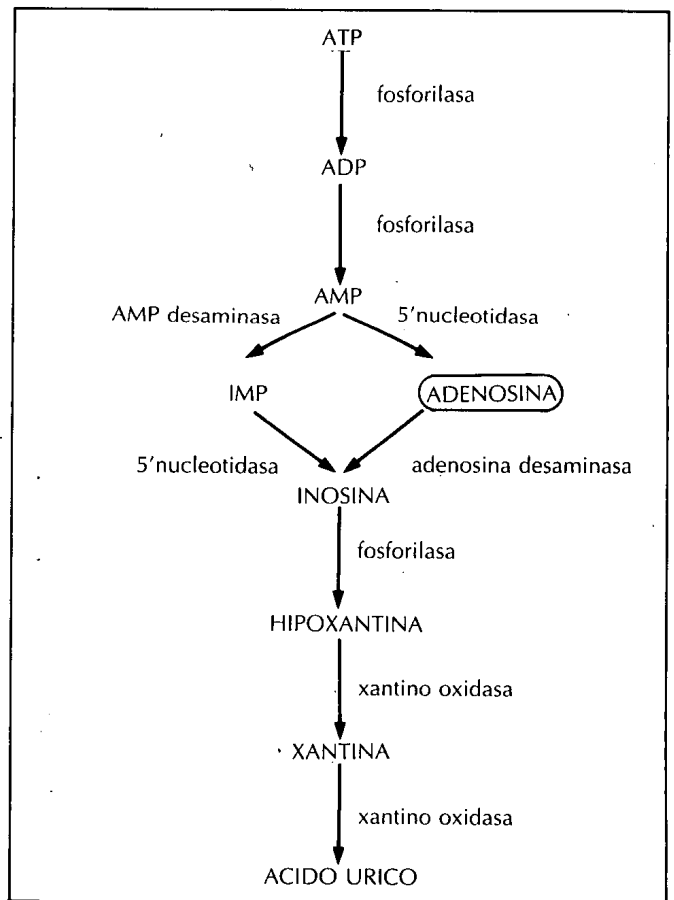 ATP
fosforilasa
ADP
fosforilasa
AMP
AMP desaminasa 5'nucleotidasa
IMP ADENOSINA
5'nucleotidasa adenosina desaminasa
INOSINA
fosforilasa
HIPOXANTINA
xantino oxidasa
XANTINA
xantino oxidasa
ACIDO URICO